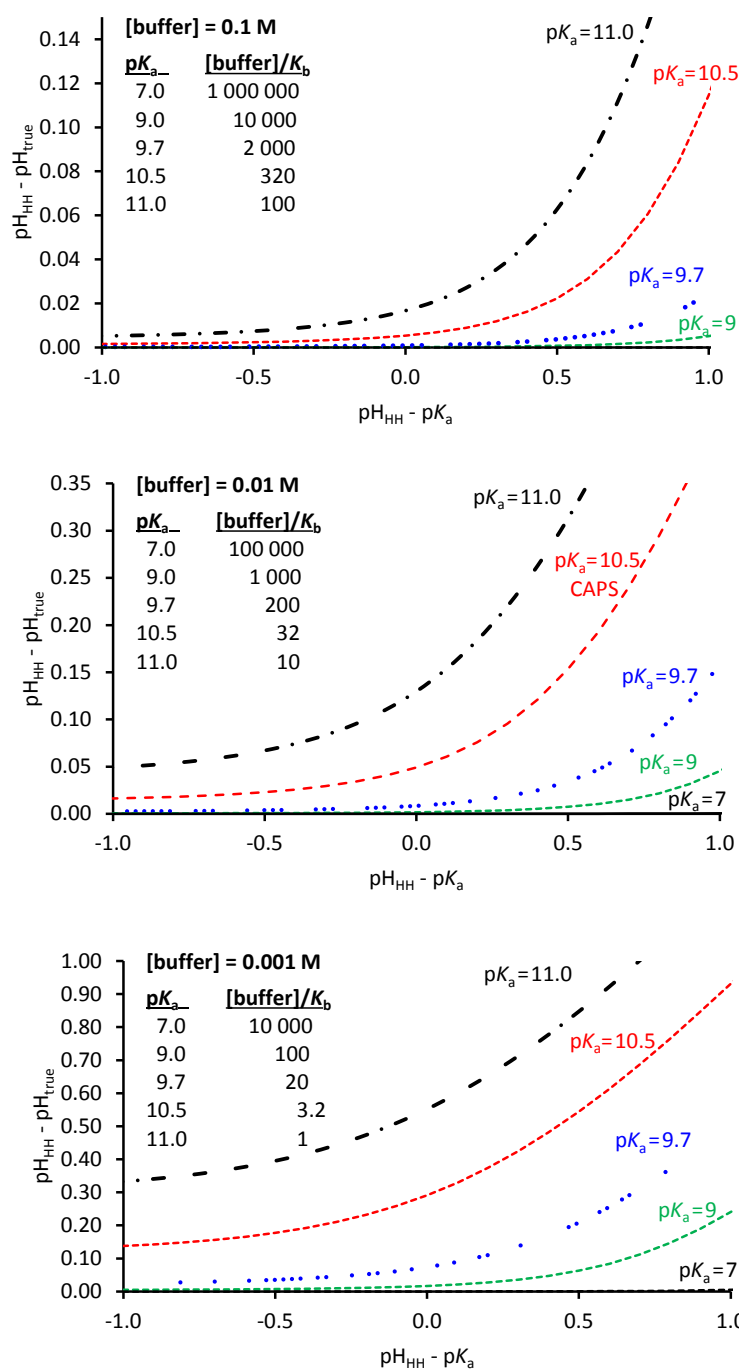 [buffer] = 0.1 M
pKa [buffer]/Kb
7.0 1 000 000
9.0 10 000
9.7 2 000
10.5 320
11.0 100
pKa=11.0
pKa=10.5
pKa=9.7
pKa=9
0.15
0.12
0.10
0.08
0.06
0.04
0.02
0.00
pHHH - pHtrue
-1.0 -0.5 0.0 0.5 1.0
pHHH - pKa
[buffer] = 0.01 M
pKa [buffer]/Kb
7.0 100 000
9.0 1 000
9.7 200
10.5 32
11.0 10
pKa=11.0
pKa=10.5
CAPS
pKa=9.7
pKa=9
pKa=7
0.35
0.30
0.25
0.20
0.15
0.10
0.05
0.00
pHHH - pHtrue
-1.0 -0.5 0.0 0.5 1.0
pHHH - pKa
[buffer] = 0.001 M
pKa [buffer]/Kb
7.0 10 000
9.0 100
9.7 20
10.5 3.2
11.0 1
pKa=11.0
pKa=10.5
pKa=9.7
pKa=9
pKa=7
1.00
0.90
0.80
0.70
0.60
0.50
0.40
0.30
0.20
0.10
0.00
pHHH - pHtrue
-1.0 -0.5 0.0 0.5 1.0
pHHH - pKa